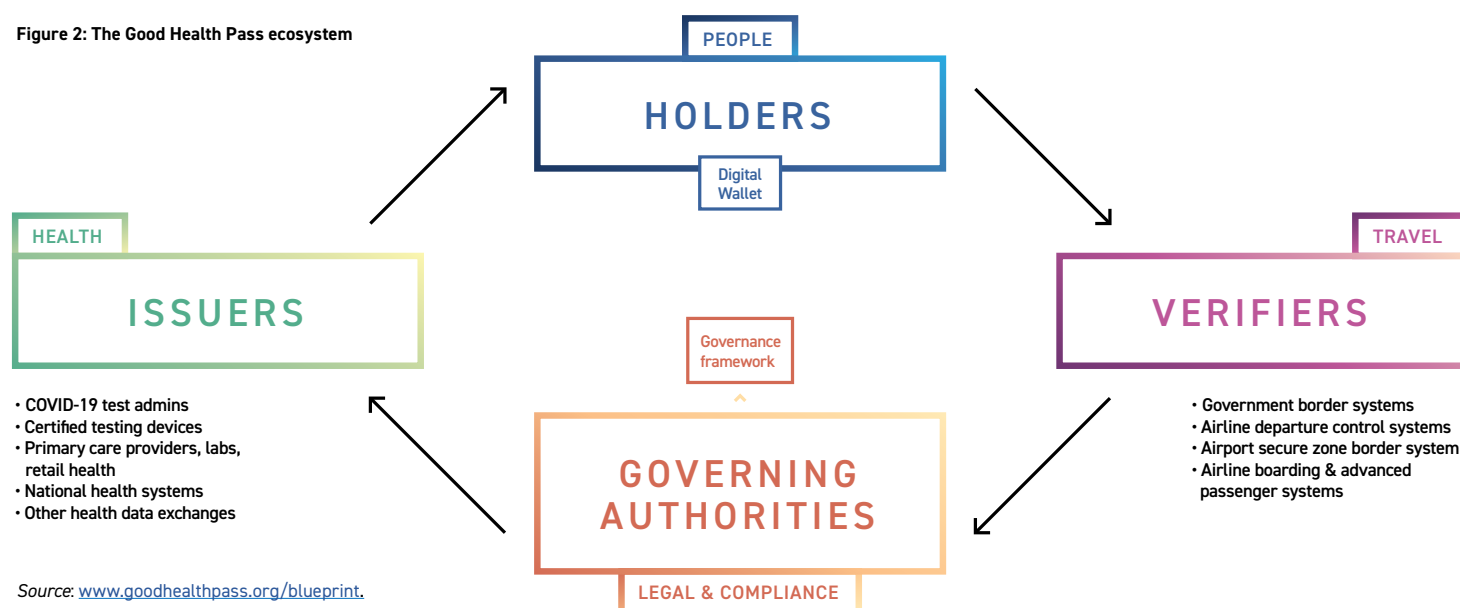 Figure 2: The Good Health Pass ecosystem
PEOPLE
HOLDERS
Digital
Wallet
HEALTH
ISSUERS
• COVID-19 test admins
• Certified testing devices
• Primary care providers, labs,
retail health
• National health systems
• Other health data exchanges
TRAVEL
VERIFIERS
• Government border systems
• Airline departure control systems
• Airport secure zone border system
• Airline boarding & advanced
passenger systems
Governance
framework
GOVERNING
AUTHORITIES
LEGAL & COMPLIANCE
Source: www.goodhealthpass.org/blueprint.